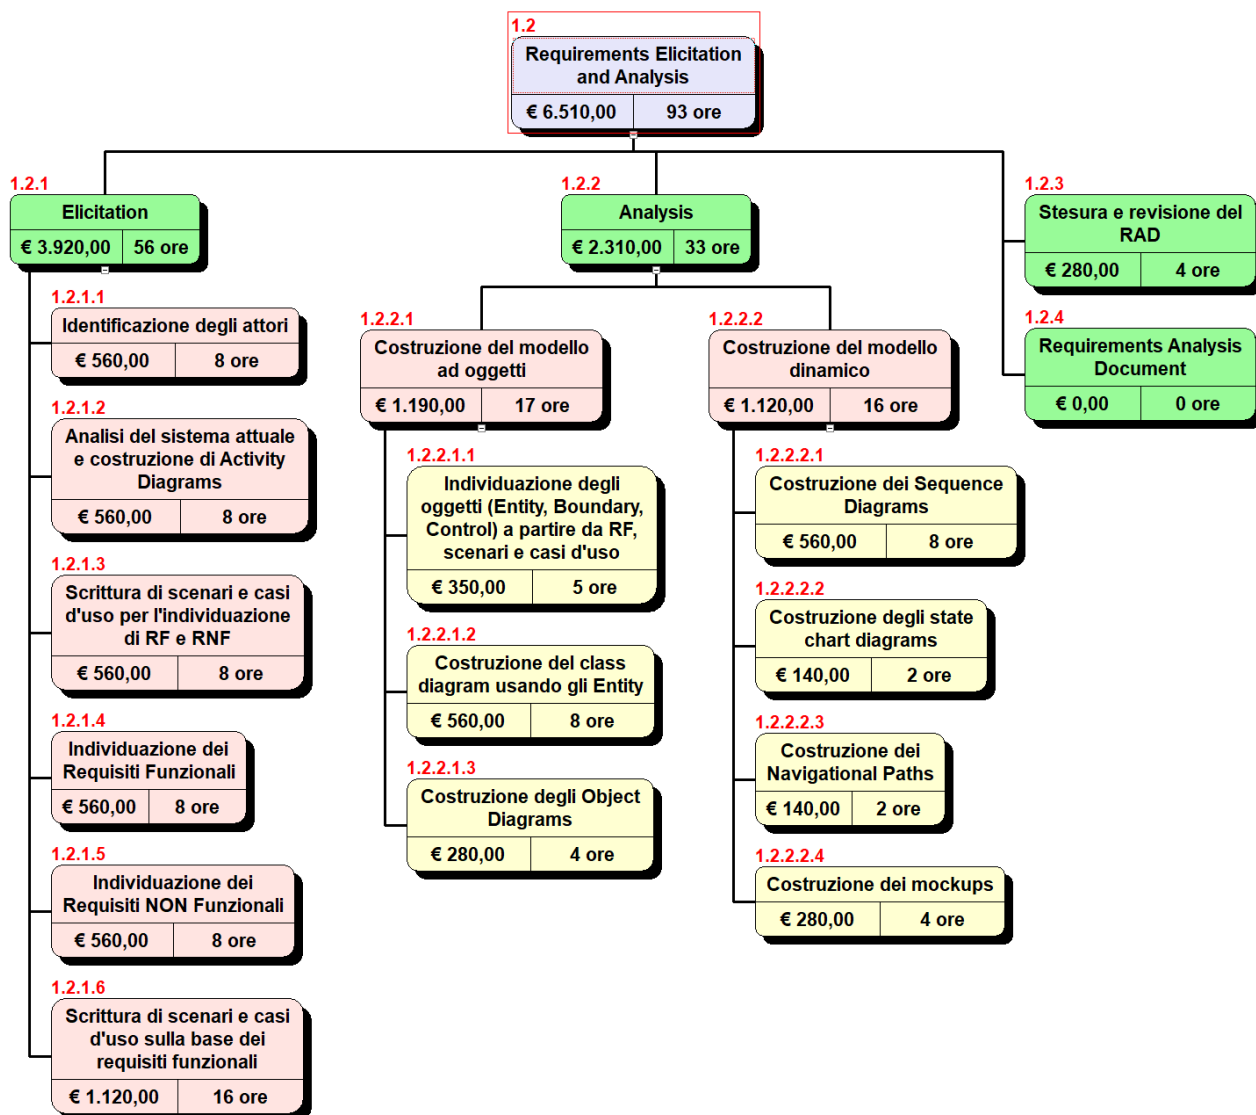 1.2
Requirements Elicitation
and Analysis
€ 6.510,00 93 ore
1.2.1
Elicitation
€ 3.920,00 56 ore
1.2.1.1
Identificazione degli attori
€ 560,00 8 ore
1.2.1.2
Analisi del sistema attuale
e costruzione di Activity
Diagrams
€ 560,00 8 ore
1.2.1.3
Scrittura di scenari e casi
d'uso per l'individuazione
di RF e RNF
€ 560,00 8 ore
1.2.1.4
Individuazione dei
Requisiti Funzionali
€ 560,00 8 ore
1.2.1.5
Individuazione dei
Requisiti NON Funzionali
€ 560,00 8 ore
1.2.1.6
Scrittura di scenari e casi
d'uso sulla base dei
requisiti funzionali
€ 1.120,00 16 ore
1.2.2
Analysis
€ 2.310,00 33 ore
1.2.2.1
Costruzione del modello
ad oggetti
€ 1.190,00 17 ore
1.2.2.1.1
Individuazione degli
oggetti (Entity, Boundary,
Control) a partire da RF,
scenari e casi d'uso
€ 350,00 5 ore
1.2.2.1.2
Costruzione del class
diagram usando gli Entity
€ 560,00 8 ore
1.2.2.1.3
Costruzione degli Object
Diagrams
€ 280,00 4 ore
1.2.2.2
Costruzione del modello
dinamico
€ 1.120,00 16 ore
1.2.2.2.1
Costruzione dei Sequence
Diagrams
€ 560,00 8 ore
1.2.2.2.2
Costruzione degli state
chart diagrams
€ 140,00 2 ore
1.2.2.2.3
Costruzione dei
Navigational Paths
€ 140,00 2 ore
1.2.2.2.4
Costruzione dei mockups
€ 280,00 4 ore
1.2.3
Stesura e revisione del
RAD
€ 280,00 4 ore
1.2.4
Requirements Analysis
Document
€ 0,00 0 ore